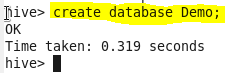 hive> create database Demo;
OK
Time taken: 0.319 seconds
hive>